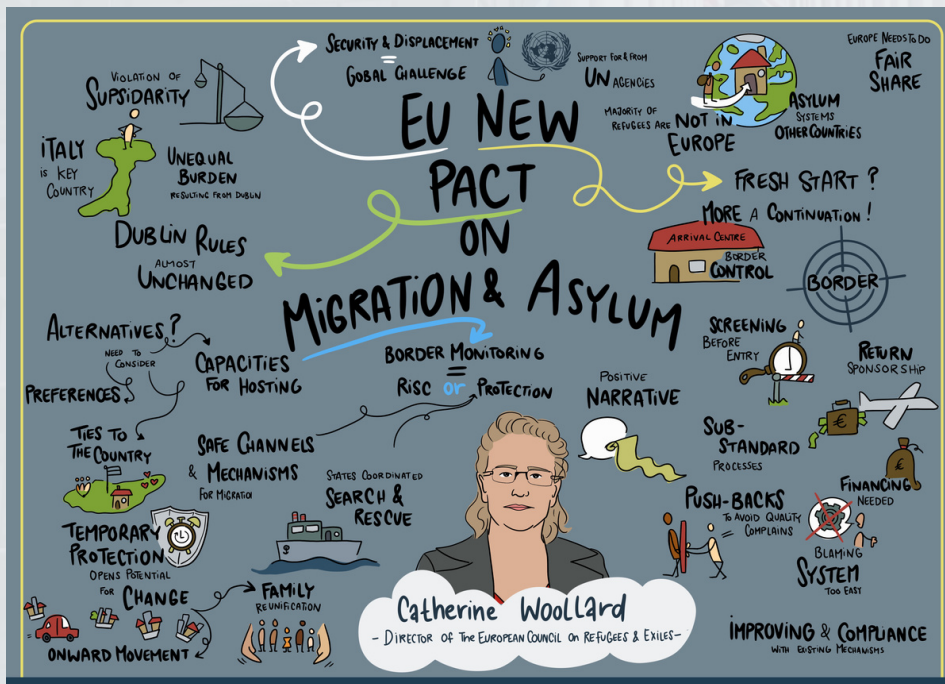 SECURITY & DISPLACEMENT
=
GOBAL CHALLENGE
SUPPORT FOR & FROM
UN AGENCIES
MAJORITY OF
REFUGEES ARE NOT IN
EUROPE
ASYLUM
SYSTEMS
OTHER COUNTRIES
EUROPE NEEDS TO DO
FAIR
SHARE
VIOLATION OF
SUPSIDARITY
ITALY
IS KEY
COUNTRY
UNEQUAL
BURDEN
RESULTING FROM DUBLIN
DUBLIN RULES
ALMOST
UNCHANGED
EU NEW
PACT
ON
MIGRATION & ASYLUM
FRESH START ?
MORE A CONTINUATION !
ARRIVAL CENTRE
BORDER
CONTROL
BORDER
ALTERNATIVES ?
NEED TO
CONSIDER
PREFERENCES
CAPACITIES
FOR HOSTING
TIES TO
THE COUNTRY
BORDER MONITORING
=
RISC or PROTECTION
SAFE CHANNELS
& MECHANISMS
FOR MIGRATIO
STATES COORDINATED
SEARCH &
RESCUE
TEMPORARY
PROTECTION
OPENS POTENTIAL
FOR CHANGE
FAMILY
REUNIFICATION
ONWARD MOVEMENT
POSITIVE
NARRATIVE
SCREENING
BEFORE
ENTRY
RETURN
SPONSORSHIP
€
SUB-
STANDARD
PROCESSES
€
FINANCING
NEEDED
PUSH-BACKS
TO AVOID QUALITY
COMPLAINS
BLAMING
SYSTEM
TOO EASY
IMPROVING & COMPLIANCE
WITH EXISTING MECHANISMS
Catherine Woollard
- DIRECTOR OF THE EUROPEAN COUNCIL ON REFUGEES & EXILES -